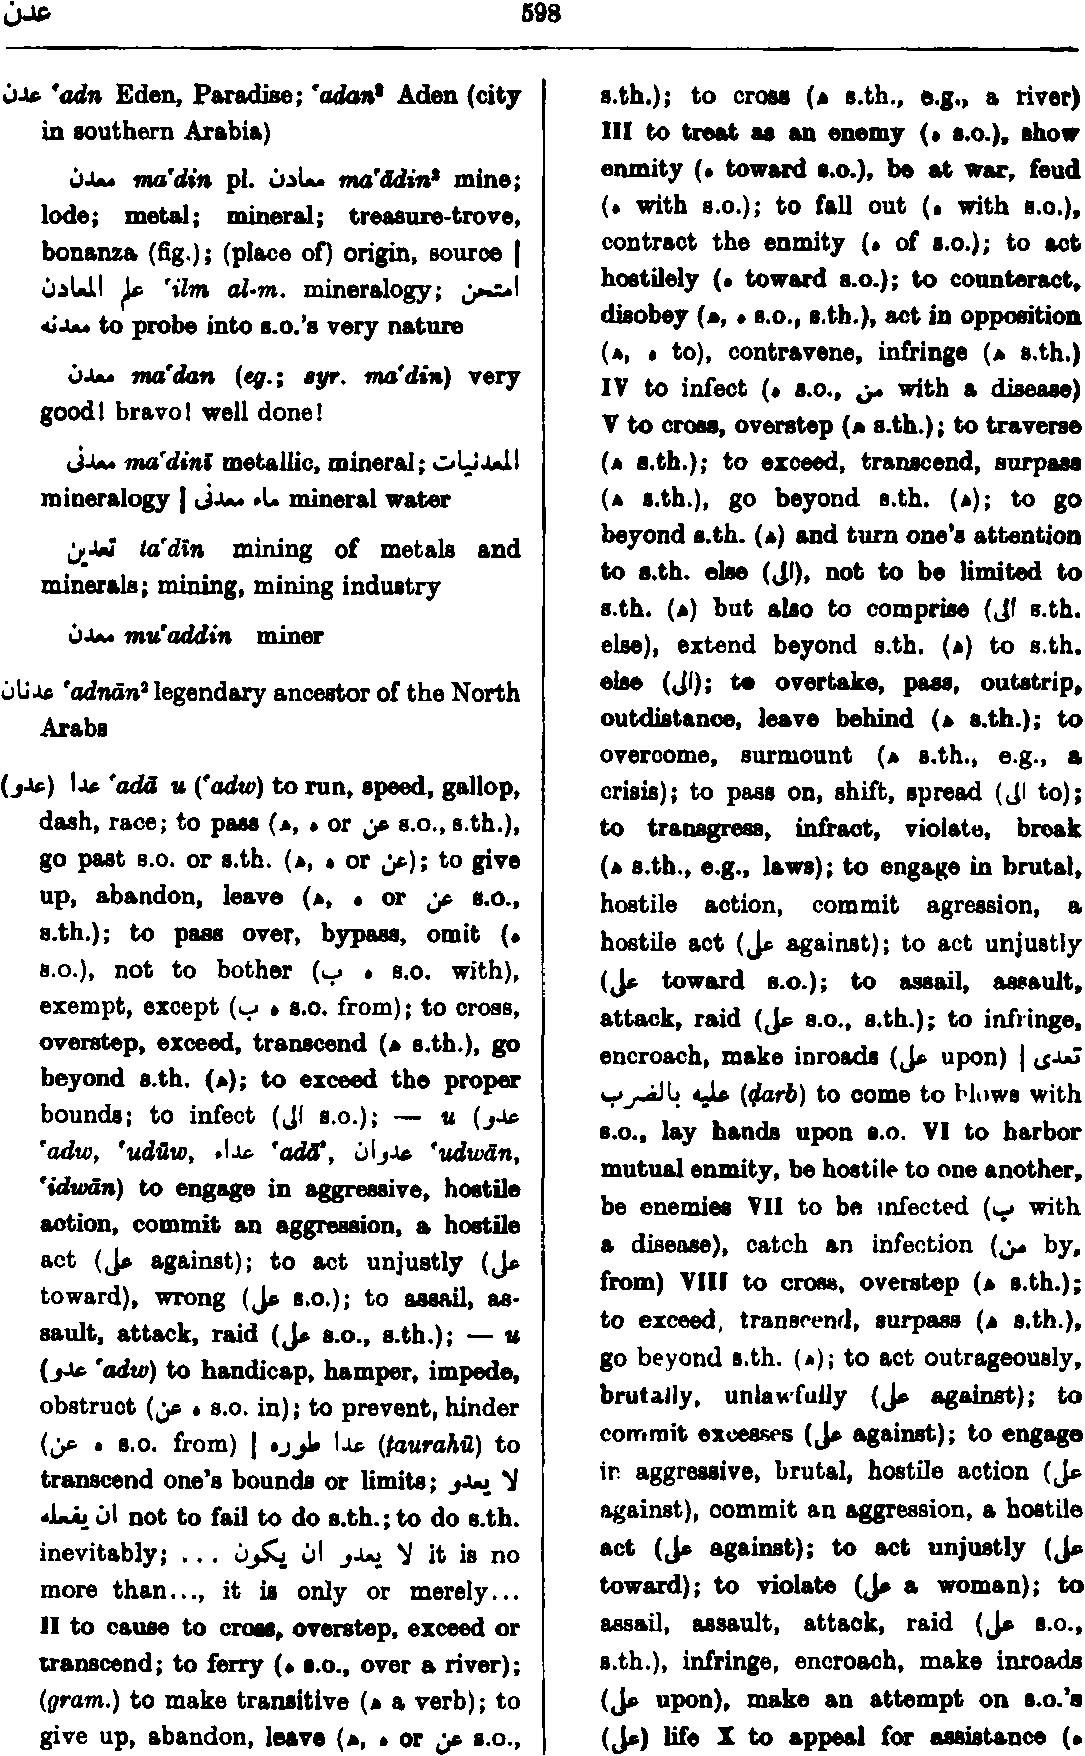 عدن
598
عدن ‘adn Eden, Paradise; ‘adan² Aden (city
in southern Arabia)
معدن ma‘din pl. معادن ma‘ādin² mine;
lode; metal; mineral; treasure-trove,
bonanza (fig.); (place of) origin, source |
علم المعادن ‘ilm al-m. mineralogy; امتحن
معدنه to probe into s.o.'s very nature
معدن ma‘dan (eg.; syr. ma‘din) very
good! bravo! well done!
معدنى ma‘dinī metallic, mineral; المعدنيات
mineralogy | ماء معدنى mineral water
تعدين ta‘dīn mining of metals and
minerals; mining, mining industry
معدن mu‘addin miner
عدنان ‘adnān² legendary ancestor of the North
Arabs
(عدو) عدا ‘adā u (‘adw) to run, speed, gallop,
dash, race; to pass (ھ, ه or عن s.o., s.th.),
go past s.o. or s.th. (ھ, ه or عن); to give
up, abandon, leave (ھ, ه or عن s.o.,
s.th.); to pass over, bypass, omit (ه
s.o.), not to bother (ب ه s.o. with),
exempt, except (ب ه s.o. from); to cross,
overstep, exceed, transcend (ھ s.th.), go
beyond s.th. (ھ); to exceed the proper
bounds; to infect (الى s.o.); — u (عدو
‘adw, ‘udūw, عداء ‘adā’, عدوان ‘udwān,
‘idwān) to engage in aggressive, hostile
action, commit an aggression, a hostile
act (على against); to act unjustly (على
toward), wrong (على s.o.); to assail, as-
sault, attack, raid (على s.o., s.th.); — u
(عدو ‘adw) to handicap, hamper, impede,
obstruct (عن ه s.o. in); to prevent, hinder
(عن ه s.o. from) | عدا طوره (ṭaurahū) to
transcend one's bounds or limits; لا يعدو
ان يفعله not to fail to do s.th.; to do s.th.
inevitably; ... لا يعدو ان يكون it is no
more than..., it is only or merely...
II to cause to cross, overstep, exceed or
transcend; to ferry (ه s.o., over a river);
(gram.) to make transitive (ھ a verb); to
give up, abandon, leave (ھ, ه or عن s.o.,
s.th.); to cross (ھ s.th., e.g., a river)
III to treat as an enemy (ه s.o.), show
enmity (ه toward s.o.), be at war, feud
(ه with s.o.); to fall out (ه with s.o.),
contract the enmity (ه of s.o.); to act
hostilely (ه toward s.o.); to counteract,
disobey (ھ, ه s.o., s.th.), act in opposition
(ھ, ه to), contravene, infringe (ھ s.th.)
IV to infect (ه s.o., من with a disease)
V to cross, overstep (ھ s.th.); to traverse
(ھ s.th.); to exceed, transcend, surpass
(ھ s.th.), go beyond s.th. (ھ); to go
beyond s.th. (ھ) and turn one's attention
to s.th. else (الى), not to be limited to
s.th. (ھ) but also to comprise (الى s.th.
else), extend beyond s.th. (ھ) to s.th.
else (الى); to overtake, pass, outstrip,
outdistance, leave behind (ھ s.th.); to
overcome, surmount (ھ s.th., e.g., a
crisis); to pass on, shift, spread (الى to);
to transgress, infract, violate, break
(ھ s.th., e.g., laws); to engage in brutal,
hostile action, commit agression, a
hostile act (على against); to act unjustly
(على toward s.o.); to assail, assault,
attack, raid (على s.o., s.th.); to infringe,
encroach, make inroads (على upon) | تعدى
عليه بالضرب (ḍarb) to come to blows with
s.o., lay hands upon s.o. VI to harbor
mutual enmity, be hostile to one another,
be enemies VII to be infected (ب with
a disease), catch an infection (من by,
from) VIII to cross, overstep (ھ s.th.);
to exceed, transcend, surpass (ھ s.th.),
go beyond s.th. (ھ); to act outrageously,
brutally, unlawfully (على against); to
commit excesses (على against); to engage
in aggressive, brutal, hostile action (على
against), commit an aggression, a hostile
act (على against); to act unjustly (على
toward); to violate (على a woman); to
assail, assault, attack, raid (على s.o.,
s.th.), infringe, encroach, make inroads
(على upon), make an attempt on s.o.'s
(على) life X to appeal for assistance (ه